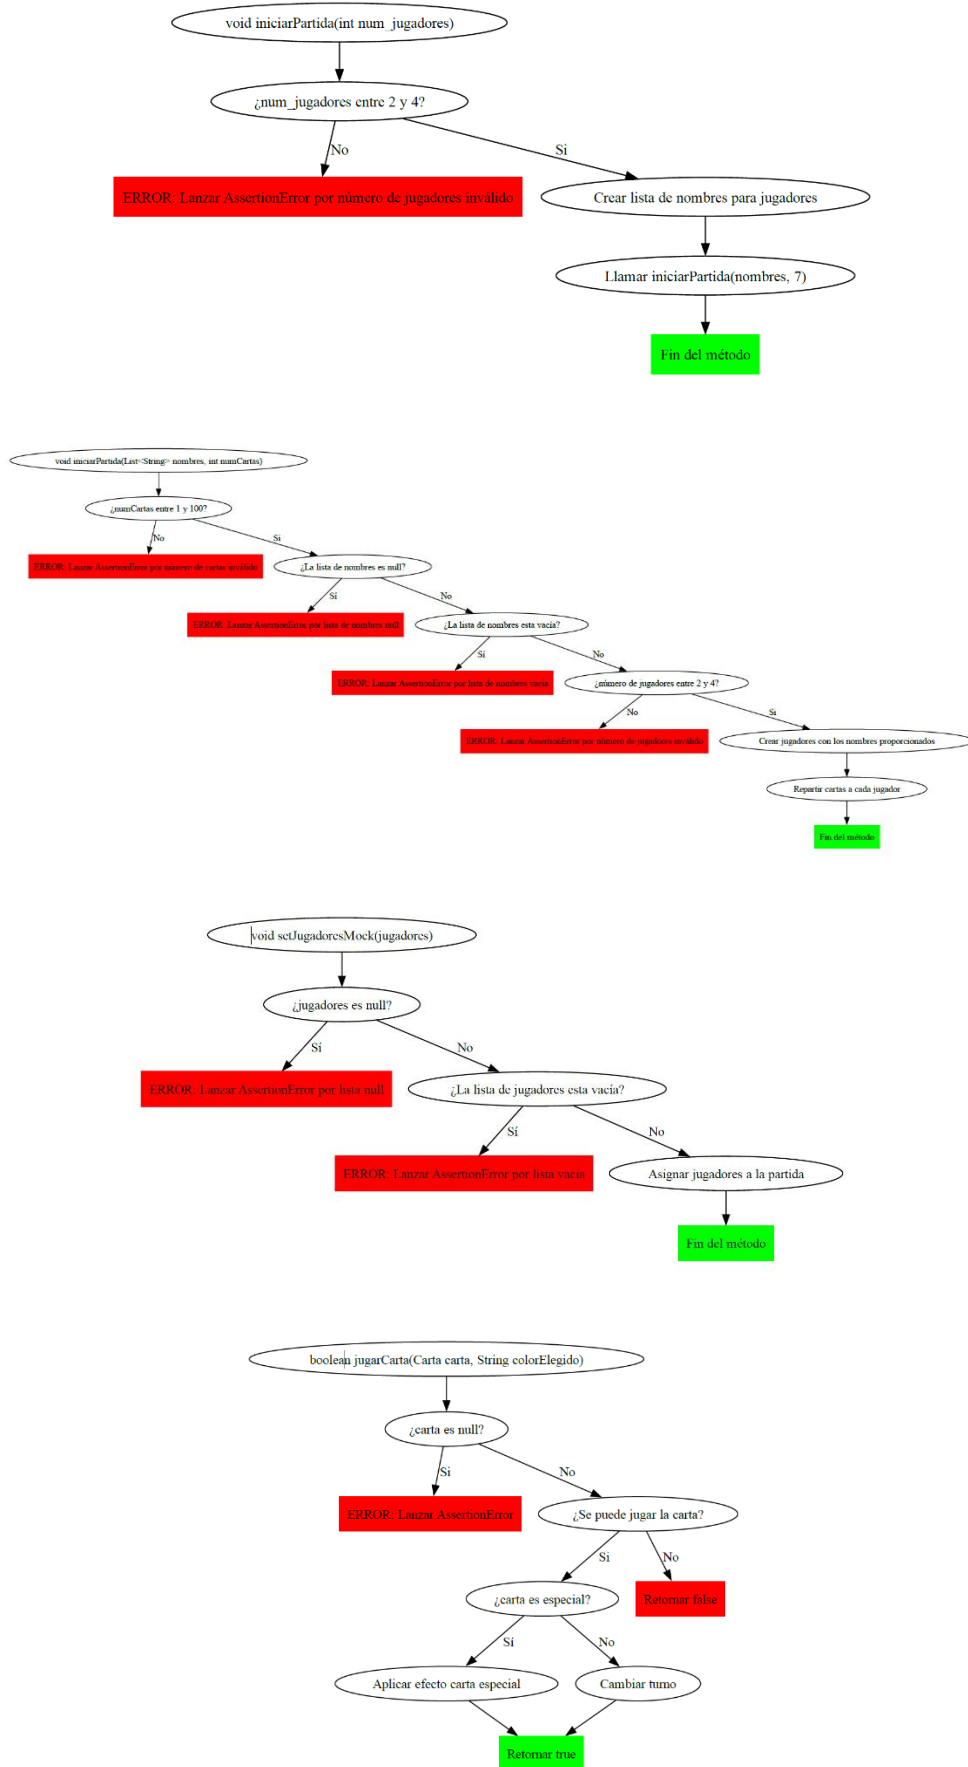 void iniciarPartida(int num_jugadores)
¿num_jugadores entre 2 y 4?
No
Si
ERROR: Lanzar AssertionError por número de jugadores inválido
Crear lista de nombres para jugadores
Llamar iniciarPartida(nombres, 7)
Fin del método
void iniciarPartida(List<String> nombres, int numCartas)
¿numCartas entre 1 y 100?
No
Si
ERROR: Lanzar AssertionError por número de cartas inválido
¿La lista de nombres es null?
Sí
No
ERROR: Lanzar AssertionError por lista de nombres null
¿La lista de nombres esta vacía?
Sí
No
ERROR: Lanzar AssertionError por lista de nombres vacía
¿número de jugadores entre 2 y 4?
No
Si
ERROR: Lanzar AssertionError por número de jugadores inválido
Crear jugadores con los nombres proporcionados
Repartir cartas a cada jugador
Fin del método
void setJugadoresMock(jugadores)
¿jugadores es null?
Sí
No
ERROR: Lanzar AssertionError por lista null
¿La lista de jugadores esta vacía?
Sí
No
ERROR: Lanzar AssertionError por lista vacía
Asignar jugadores a la partida
Fin del método
boolean jugarCarta(Carta carta, String colorElegido)
¿carta es null?
Si
No
ERROR: Lanzar AssertionError
¿Se puede jugar la carta?
Si
No
¿carta es especial?
Retornar false
Sí
No
Aplicar efecto carta especial
Cambiar turno
Retornar true